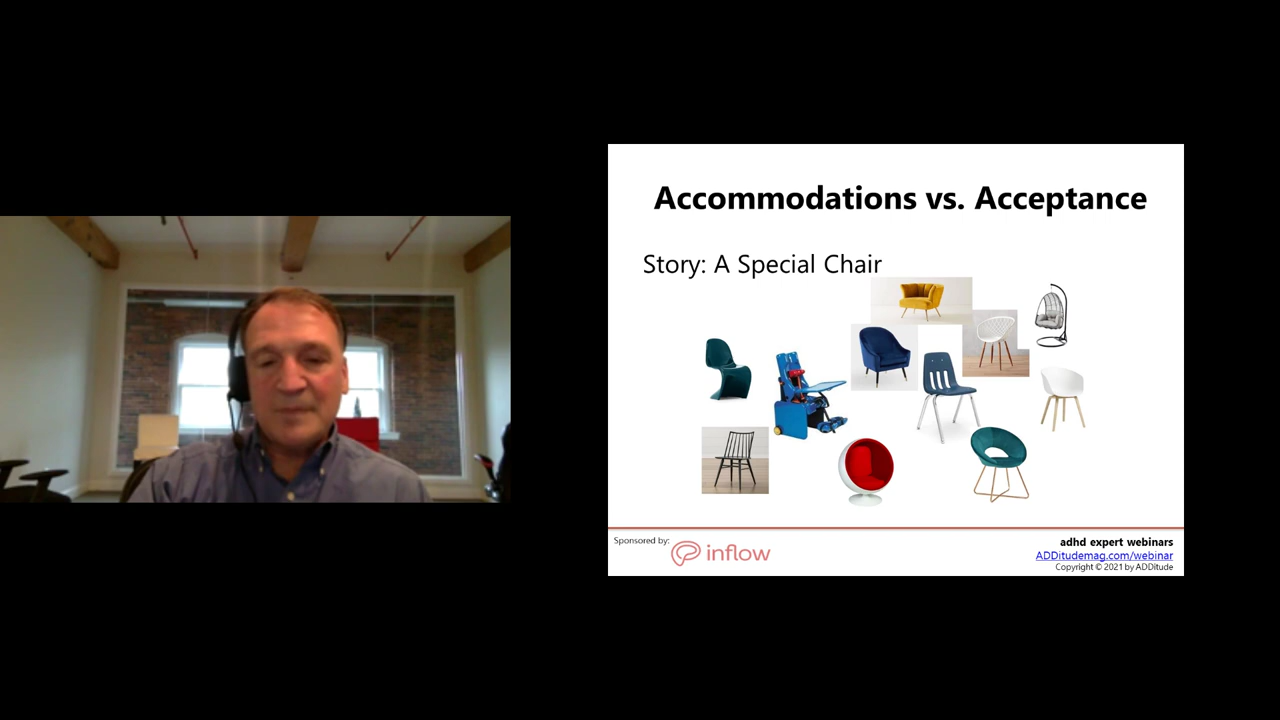 Accommodations vs. Acceptance
Story: A Special Chair
Sponsored by:
inflow
adhd expert webinars
ADDitudemag.com/webinar
Copyright © 2021 by ADDitude